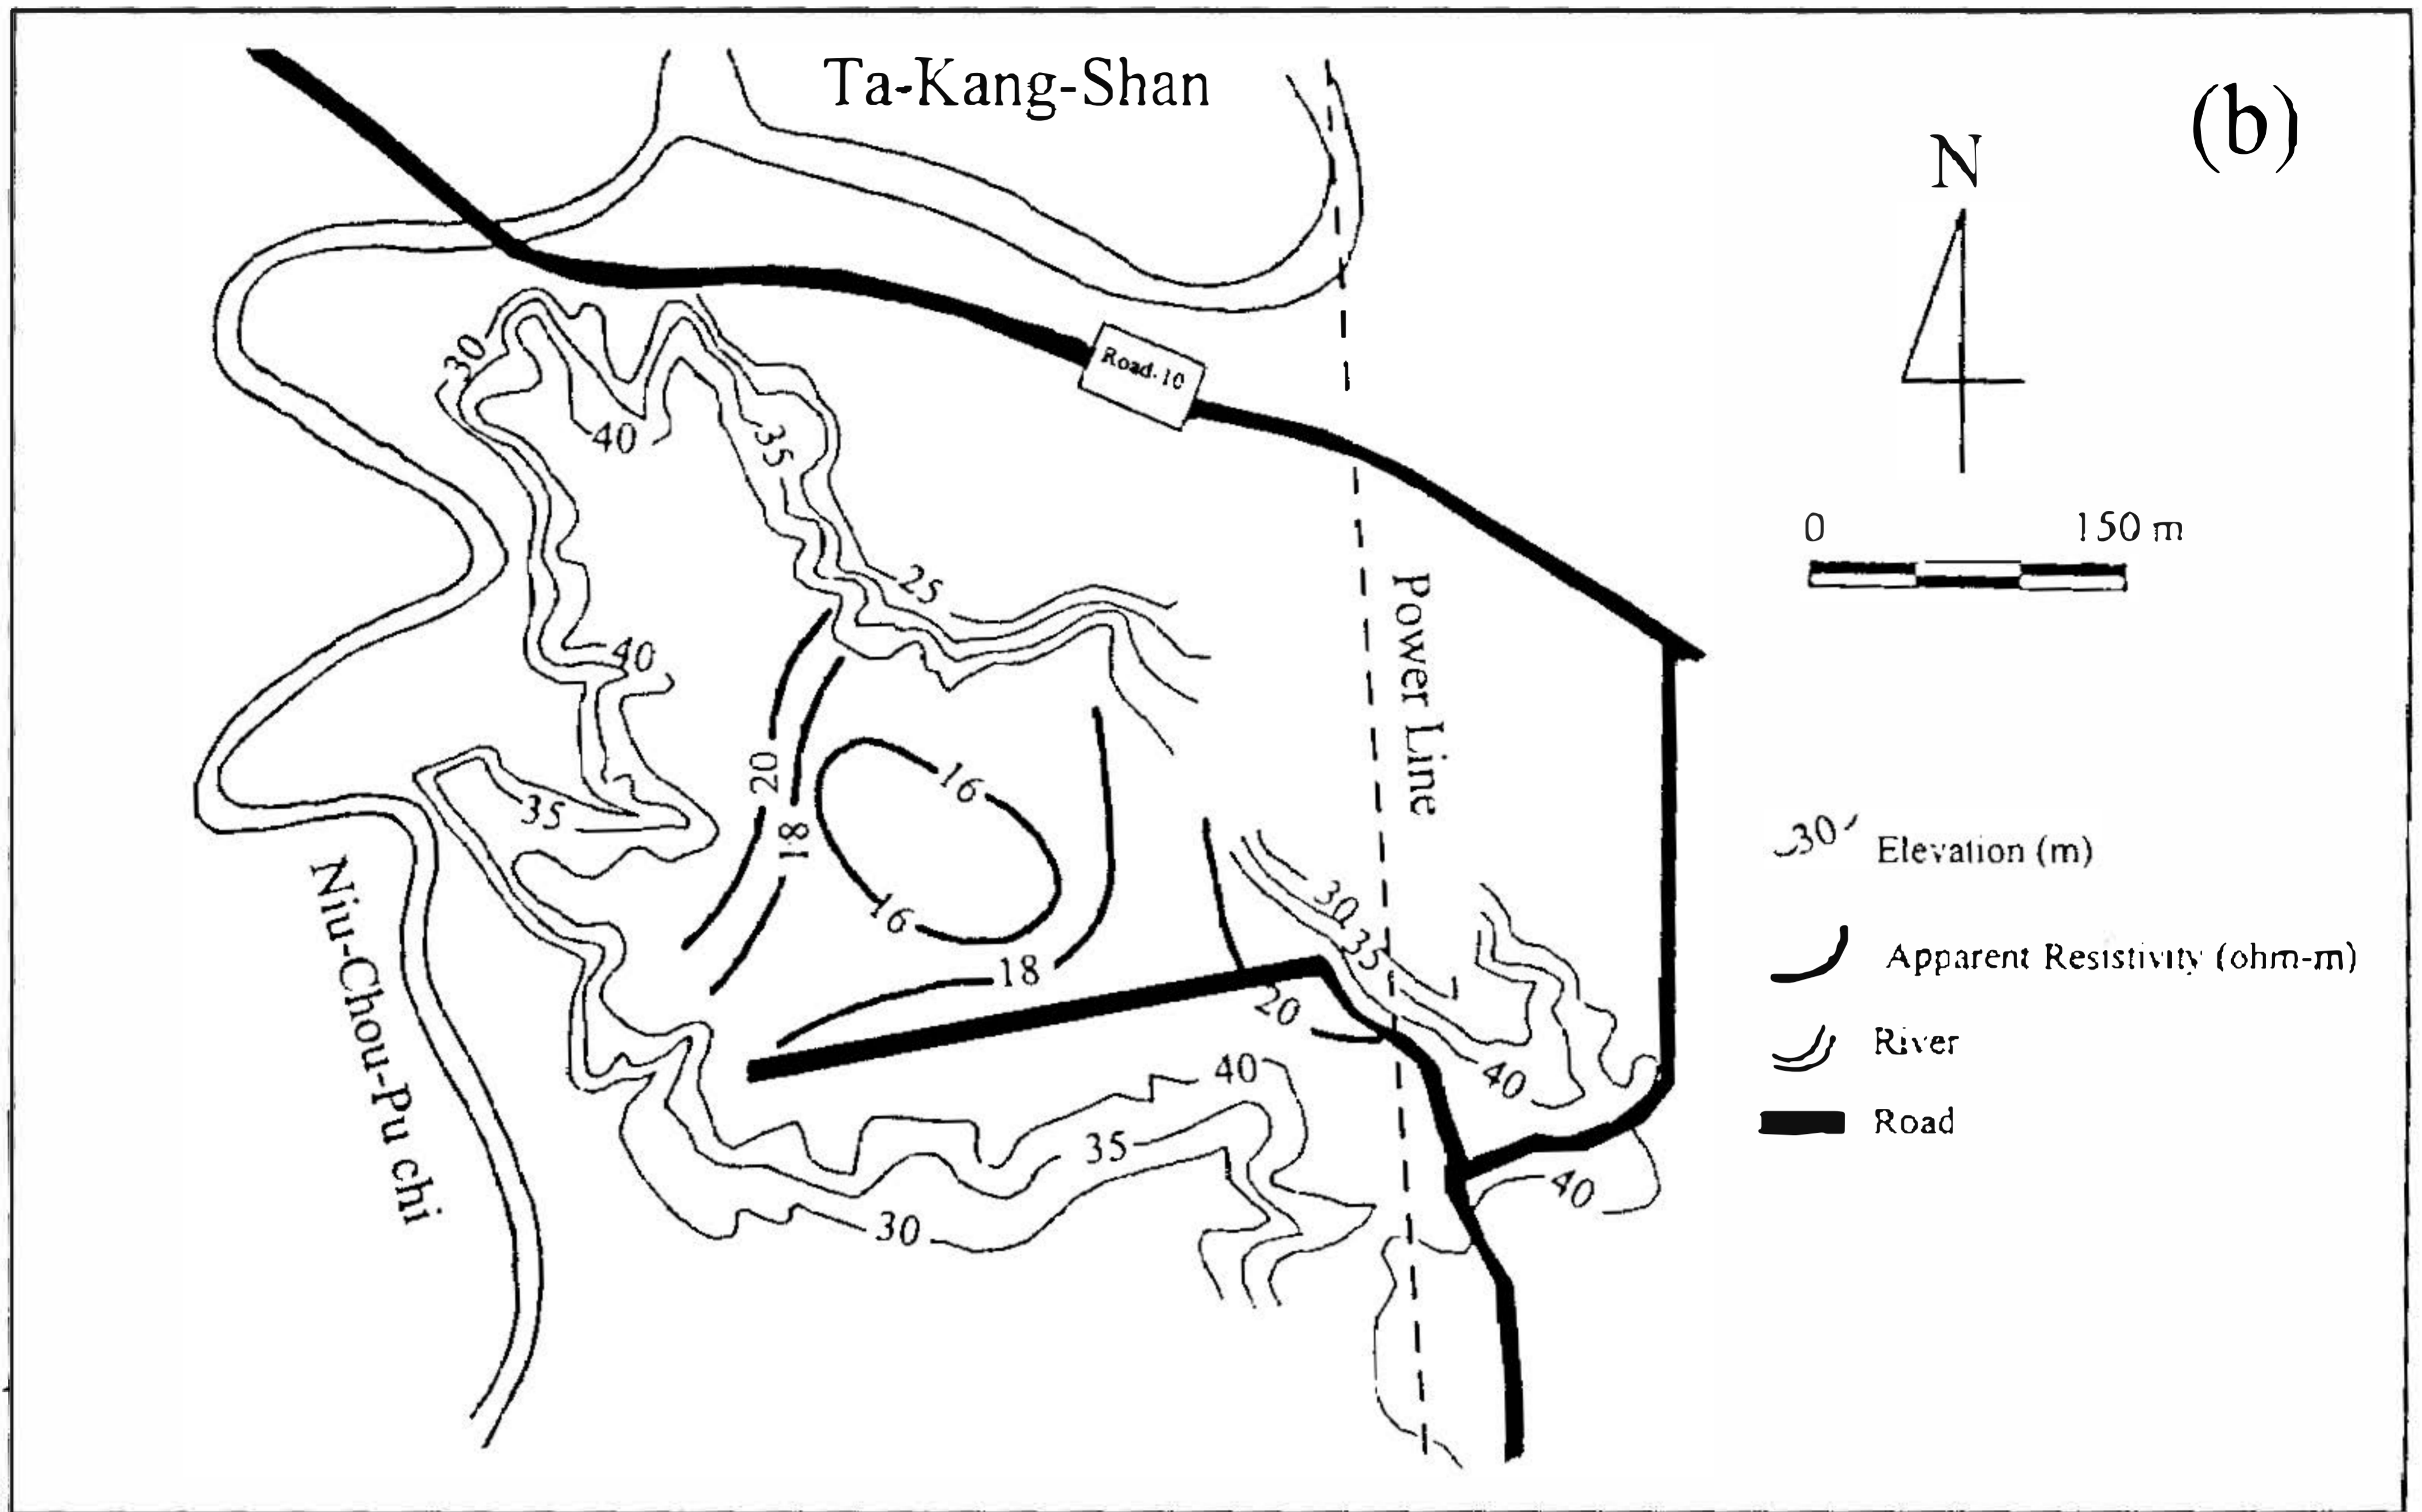 Ta-Kang-Shan
(b)
N
Road-10
30
40
35
0 150 m
25
Power Line
40
20
16
35
18
16
-30-
Elevation (m)
30
35
Apparent Resistivity (ohm-m)
18
20
River
Niu-Chou-Pu chi
40
40
Road
35
40
30